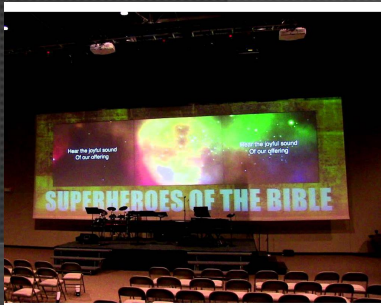 Hear the joyful sound
Of our offering
Hear the joyful sound
Of our offering
SUPERHEROES OF THE BIBLE